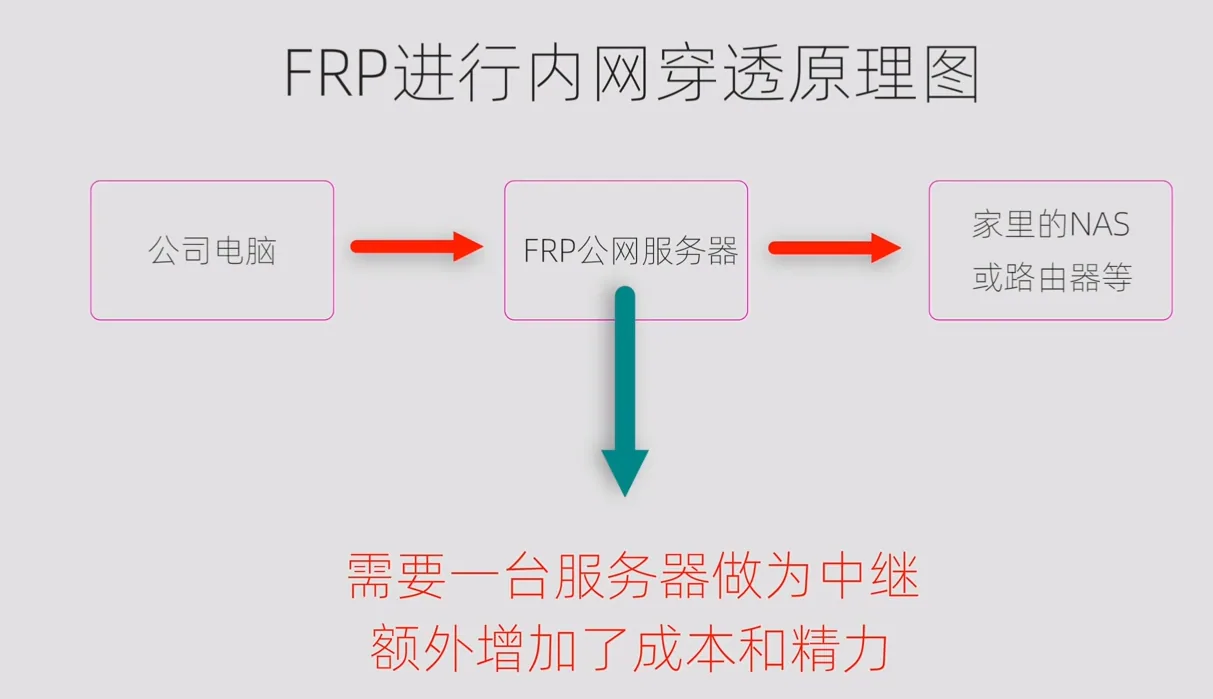 FRP进行内网穿透原理图
公司电脑
FRP公网服务器
家里的NAS
或路由器等
需要一台服务器做为中继
额外增加了成本和精力